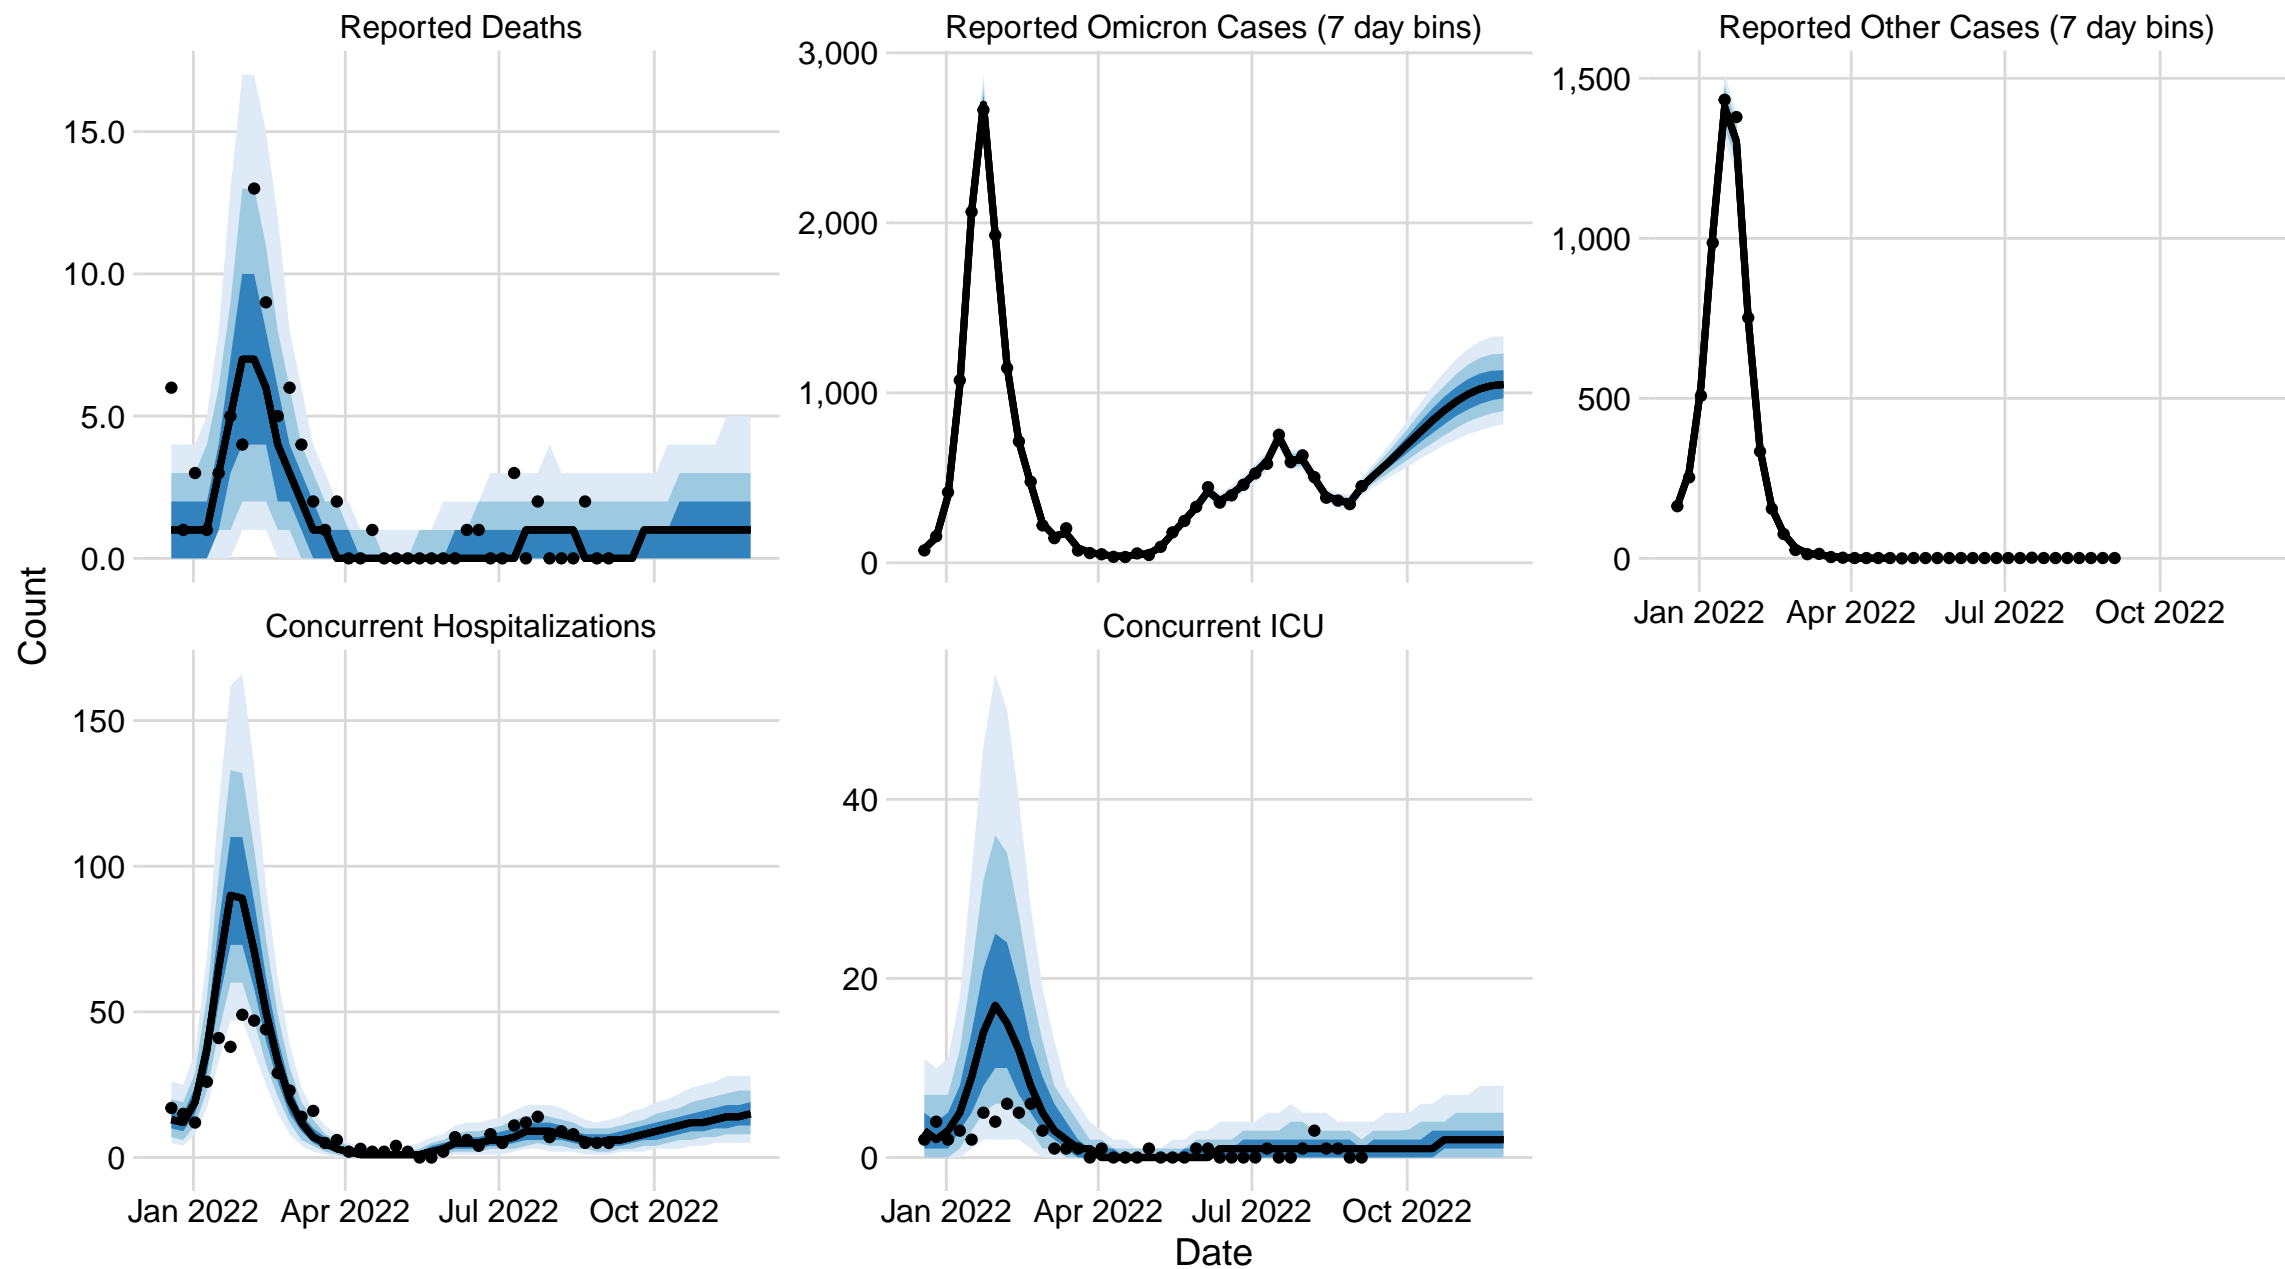 Reported Deaths
Reported Omicron Cases (7 day bins)
Reported Other Cases (7 day bins)
15.0
10.0
5.0
0.0
3,000
2,000
1,000
0
1,500
1,000
500
0
Jan 2022 Apr 2022 Jul 2022 Oct 2022
Count
Concurrent Hospitalizations
Concurrent ICU
150
100
50
0
40
20
0
Jan 2022 Apr 2022 Jul 2022 Oct 2022
Jan 2022 Apr 2022 Jul 2022 Oct 2022
Date